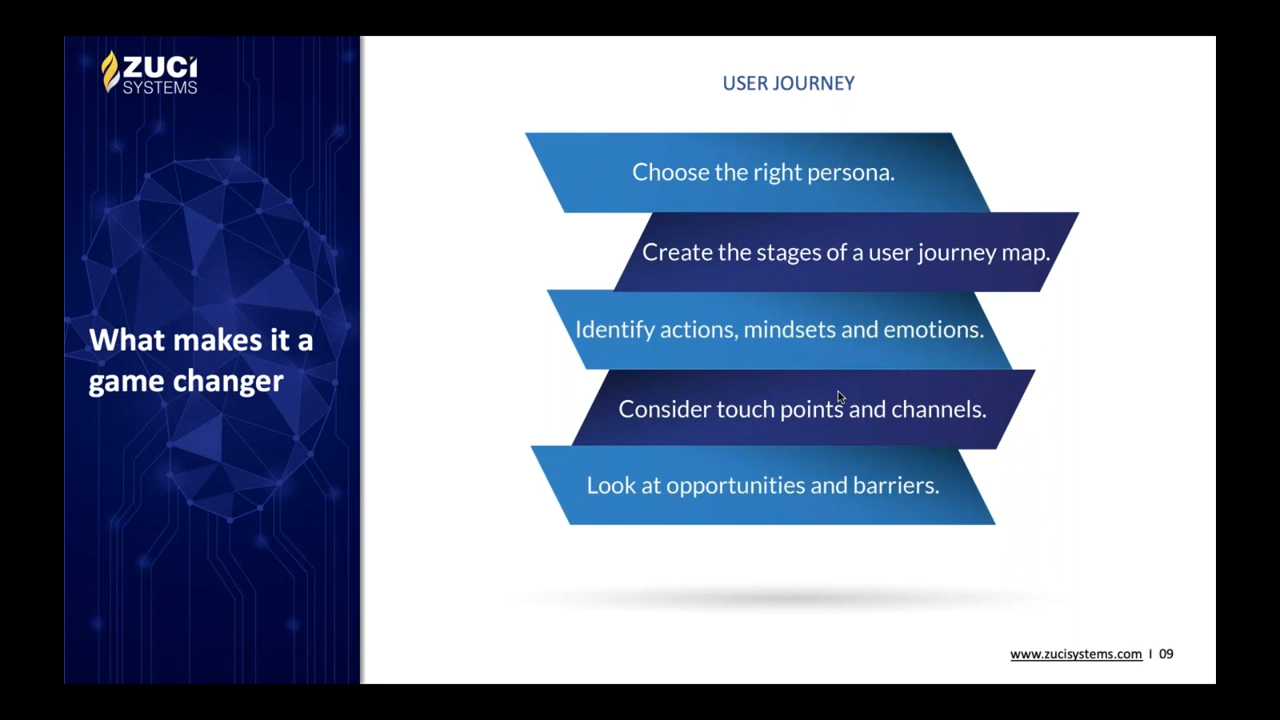 ZUCi
SYSTEMS
What makes it a
game changer
USER JOURNEY
Choose the right persona.
Create the stages of a user journey map.
Identify actions, mindsets and emotions.
Consider touch points and channels.
Look at opportunities and barriers.
www.zucisystems.com I 09